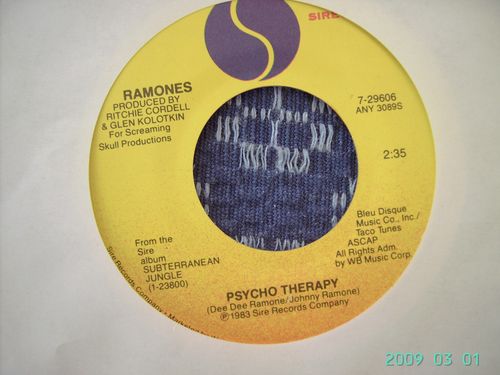 SIRE
RAMONES
PRODUCED BY
RITCHIE CORDELL
& GLEN KOLOTKIN
For Screaming
Skull Productions
7-29606
ANY 3089S
2:35
From the
Sire
album
SUBTERRANEAN
JUNGLE
(1-23800)
Bleu Disque
Music Co., Inc./
Taco Tunes
ASCAP
All Rights Adm.
by WB Music Corp.
PSYCHO THERAPY
(Dee Dee Ramone/Johnny Ramone)
℗1983 Sire Records Company
Sire Records Company •
2009 03 01